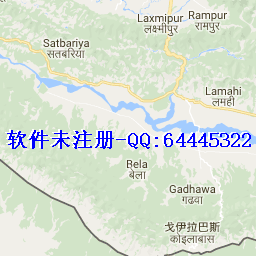 Laxmipur
लक्ष्मीपुर
Rampur
रामपुर
Satbariya
सतबरिया
Lamahi
लमही
软件未注册-QQ:64445322
Bela
बेला
Gadhawa
गढवा
戈伊拉巴斯
कोइलाबास